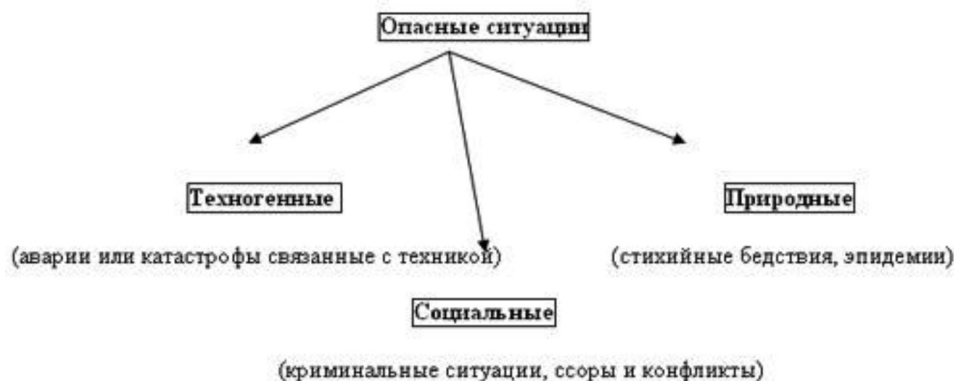 Опасные ситуации
Техногенные
Природные
(аварии или катастрофы связанные с техникой)
(стихийные бедствия, эпидемии)
Социальные
(криминальные ситуации, ссоры и конфликты)